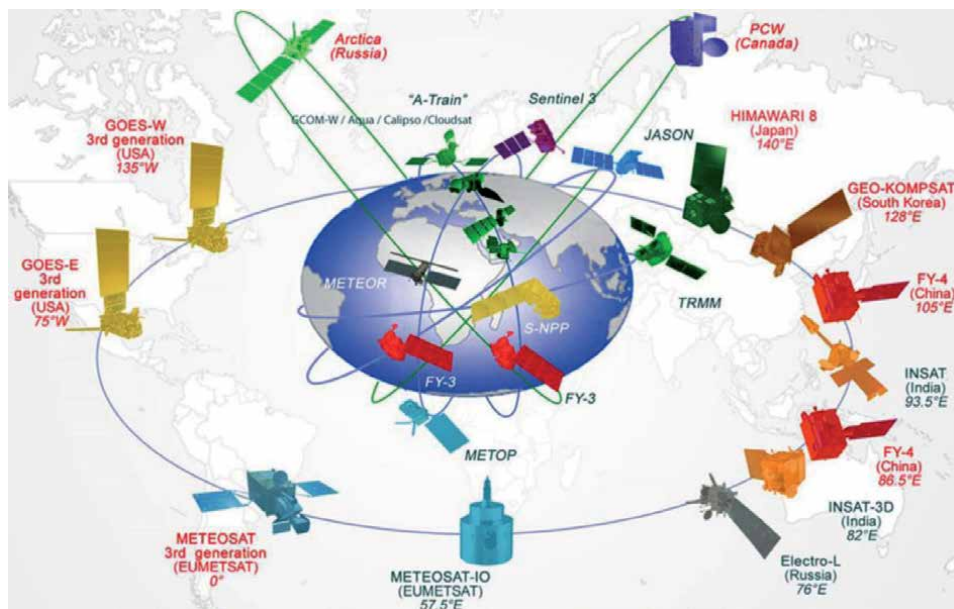 Arctica
(Russia)
PCW
(Canada)
"A-Train"
GCOM-W / Aqua / Calipso /Cloudsat
Sentinel 3
JASON
HIMAWARI 8
(Japan)
140°E
GOES-W
3rd generation
(USA)
135°W
GEO-KOMPSAT
(South Korea)
128°E
GOES-E
3rd
generation
(USA)
75°W
METEOR
FY-4
(China)
105°E
TRMM
S-NPP
INSAT
(India)
93.5°E
FY-3
FY-3
METOP
FY-4
(China)
86.5°E
INSAT-3D
(India)
82°E
METEOSAT
3rd generation
(EUMETSAT)
0°
METEOSAT-IO
(EUMETSAT)
57.5°E
Electro-L
(Russia)
76°E